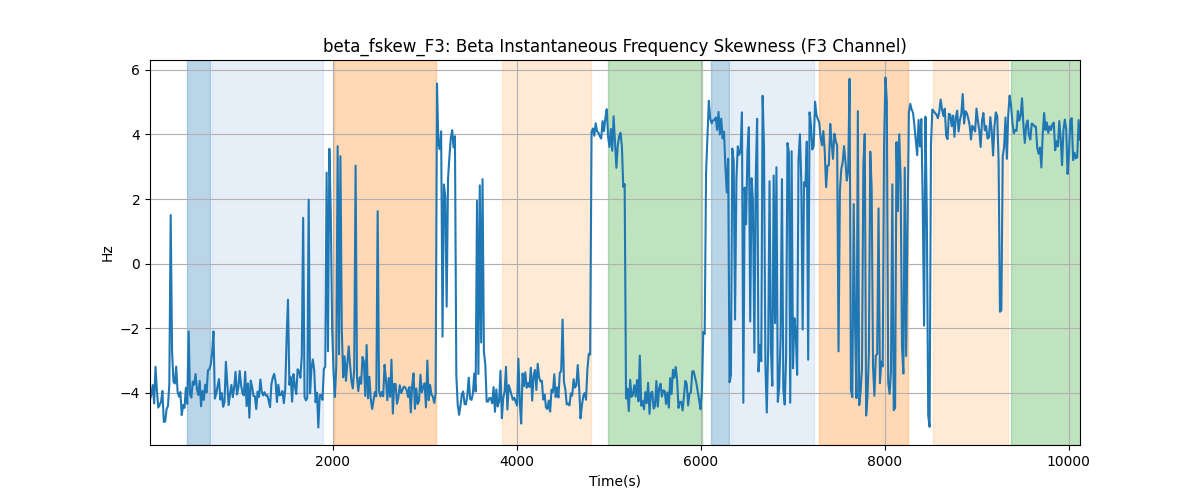 beta_fskew_F3: Beta Instantaneous Frequency Skewness (F3 Channel)
6
4
2
0
−2
−4
Hz
2000 4000 6000 8000 10000
Time(s)